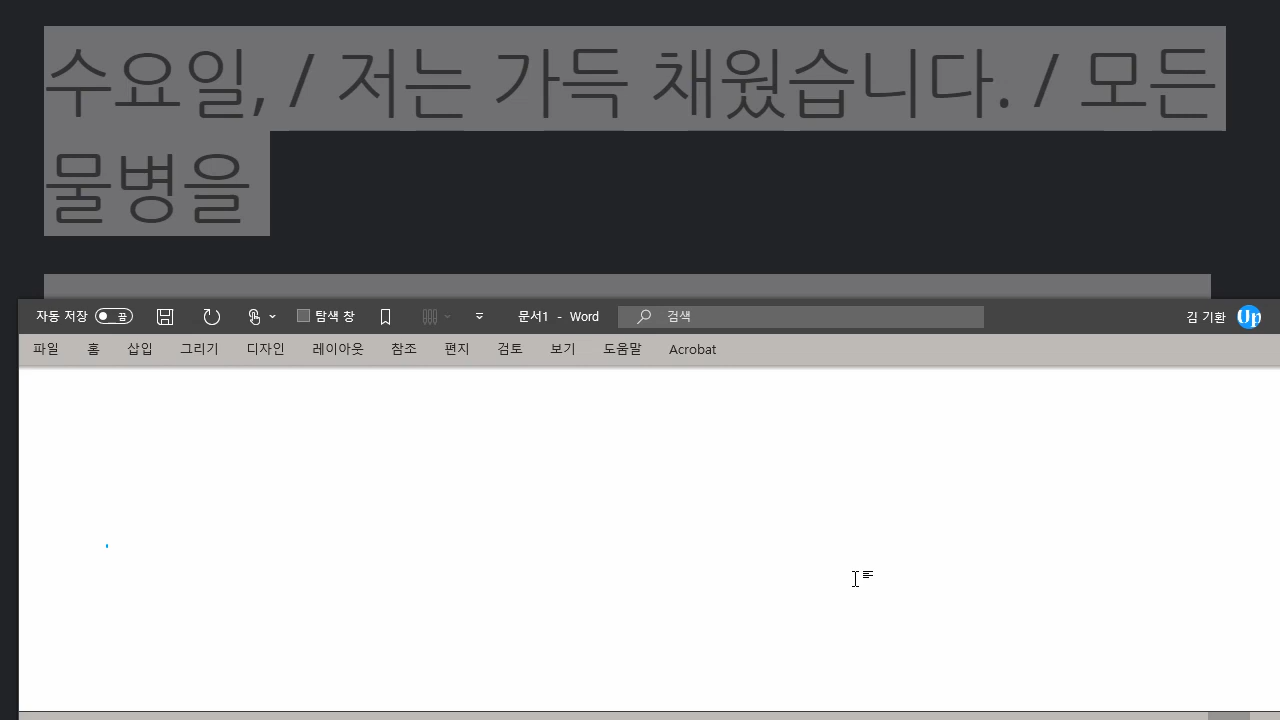 수요일, / 저는 가득 채웠습니다. / 모든
물병을
자동 저장 끔 탐색 창 문서1 - Word 검색 김 기환 Up
파일 홈 삽입 그리기 디자인 레이아웃 참조 편지 검토 보기 도움말 Acrobat